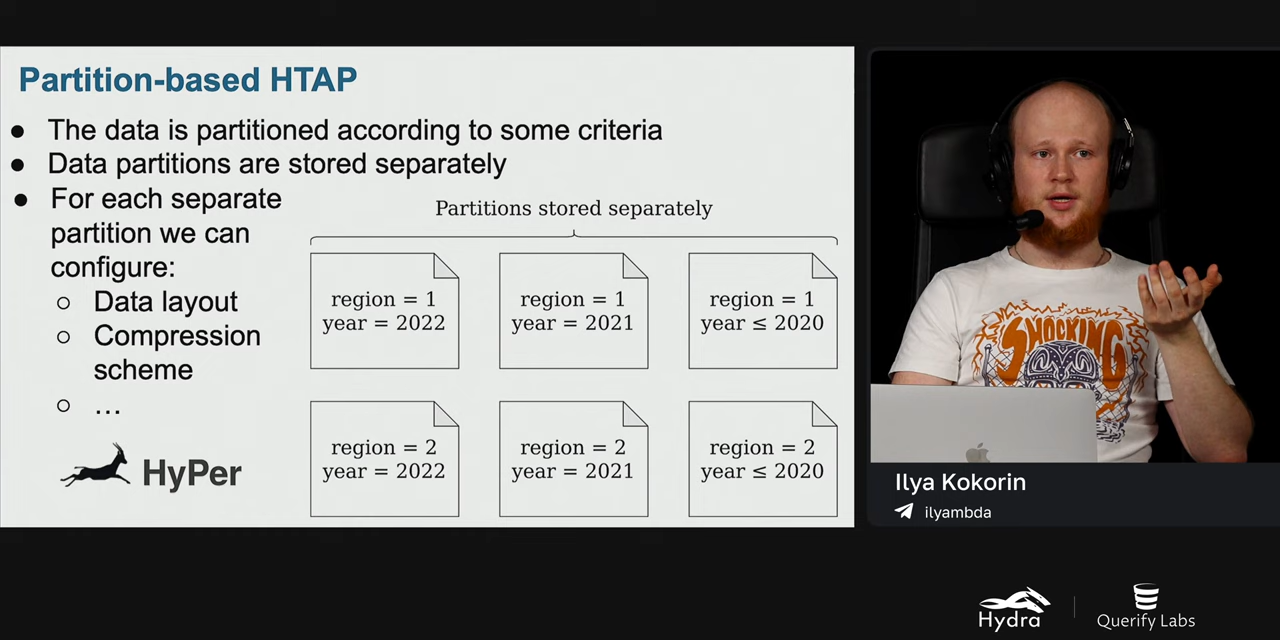 Partition-based HTAP
● The data is partitioned according to some criteria
● Data partitions are stored separately
● For each separate
partition we can
configure:
○ Data layout
○ Compression
scheme
○ …
HyPer
Partitions stored separately
region = 1
year = 2022
region = 1
year = 2021
region = 1
year ≤ 2020
region = 2
year = 2022
region = 2
year = 2021
region = 2
year ≤ 2020
SHOCKING
Ilya Kokorin
ilyambda
Hydra
Querify Labs